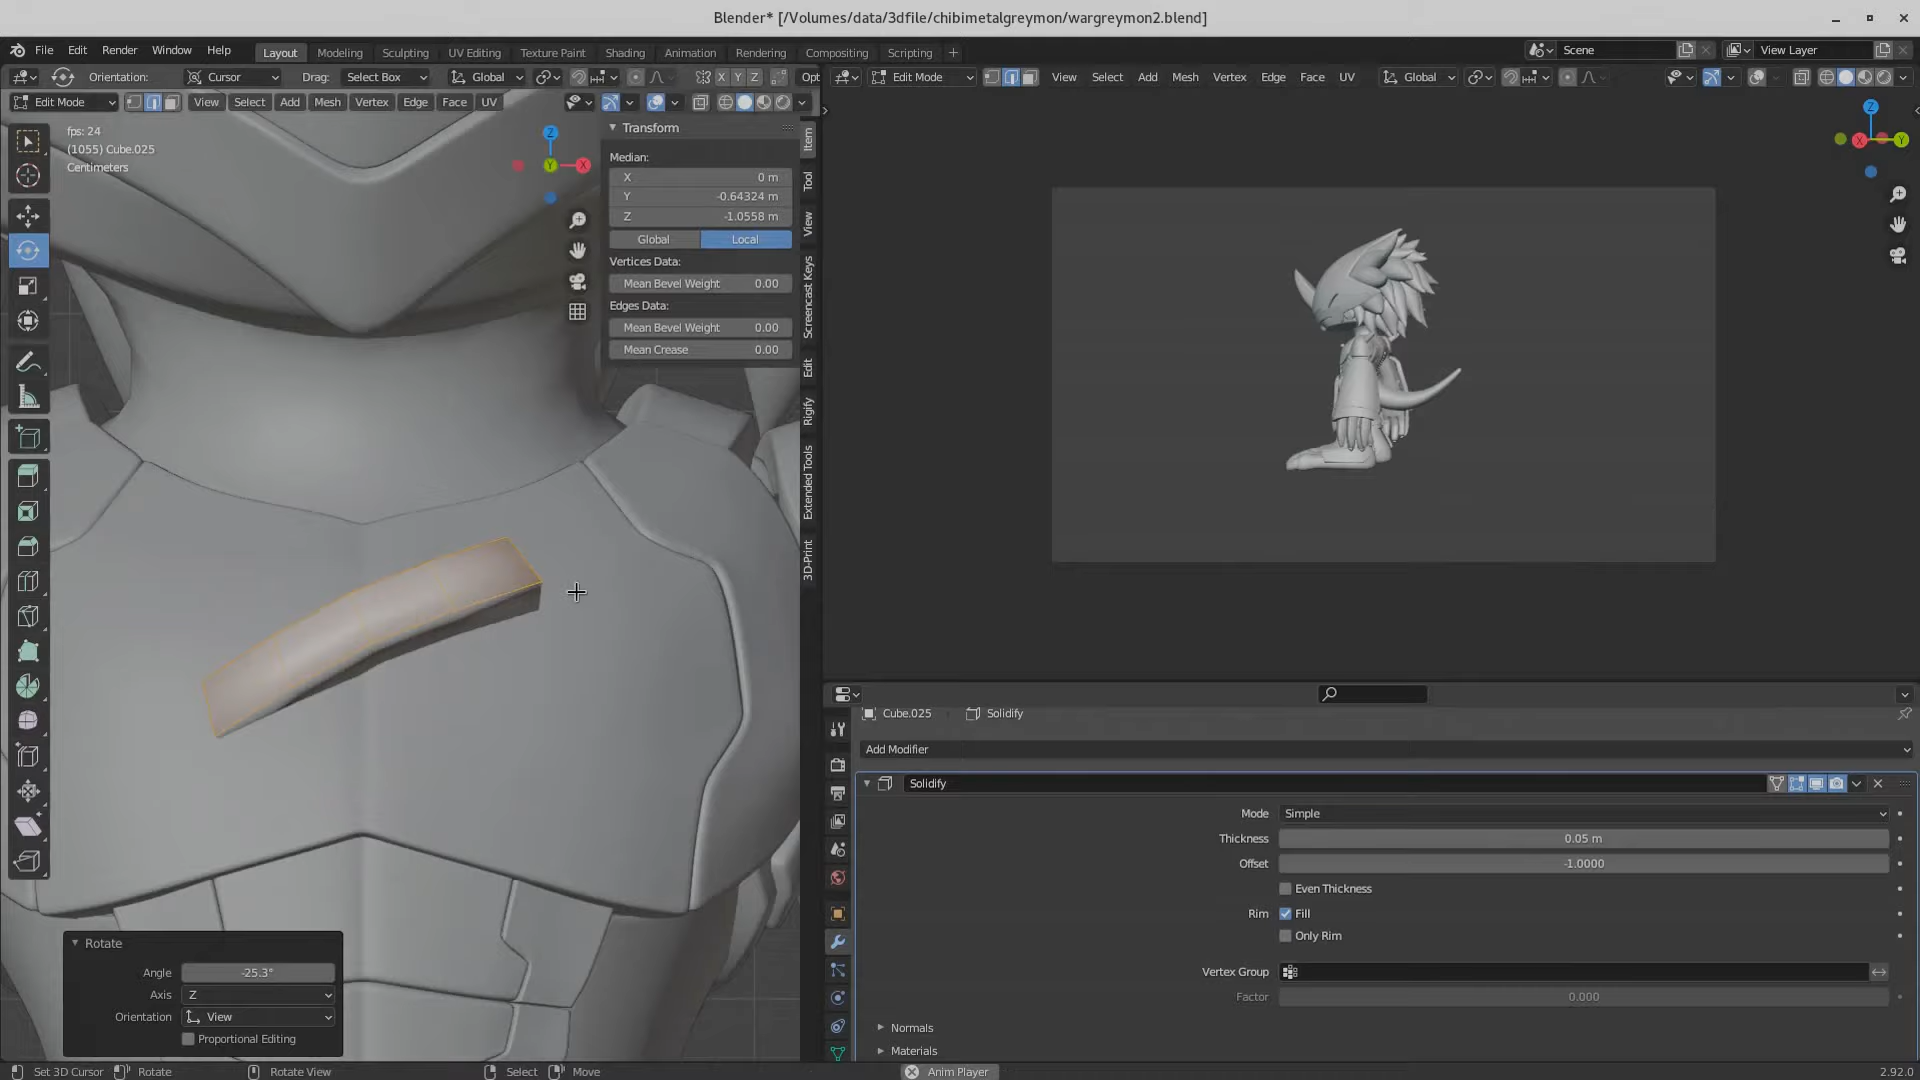 Blender* [/Volumes/data/3dfile/chibimetalgreymon/wargreymon2.blend]
File Edit Render Window Help
Layout Modeling Sculpting UV Editing Texture Paint Shading Animation Rendering Compositing Scripting +
Scene
View Layer
Orientation: Cursor Drag: Select Box Global X Y Z Opt
Edit Mode View Select Add Mesh Vertex Edge Face UV
Edit Mode View Select Add Mesh Vertex Edge Face UV Global
fps: 24
(1055) Cube.025
Centimeters
Z
X
Y
Z
X
Y
Transform
Median:
X 0 m
Y -0.64324 m
Z -1.0558 m
Global Local
Vertices Data:
Mean Bevel Weight 0.00
Edges Data:
Mean Bevel Weight 0.00
Mean Crease 0.00
Item
Tool
View
Screencast Keys
Edit
Rigify
Extended Tools
3D-Print
Cube.025 Solidify
Add Modifier
Solidify
Mode Simple
Thickness 0.05 m
Offset -1.0000
Even Thickness
Rim Fill
Only Rim
Vertex Group
Factor 0.000
Normals
Materials
Rotate
Angle -25.3°
Axis Z
Orientation View
Proportional Editing
Set 3D Cursor Rotate Rotate View Select Move Anim Player 2.92.0